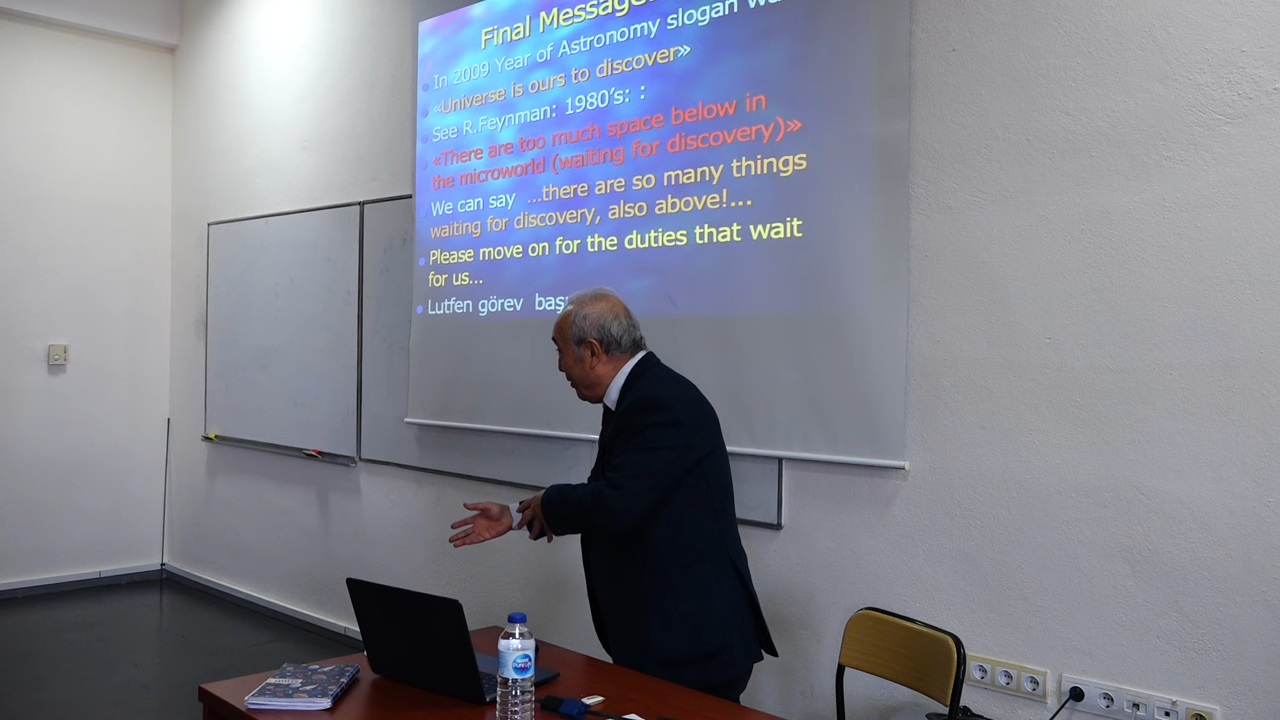 Final Message
In 2009 Year of Astronomy slogan wa
«Universe is ours to discover»
See R.Feynman: 1980's: :
«There are too much space below in
the microworld (waiting for discovery)»
We can say ...there are so many things
waiting for discovery, also above!...
Please move on for the duties that wait
for us...
Lutfen görev